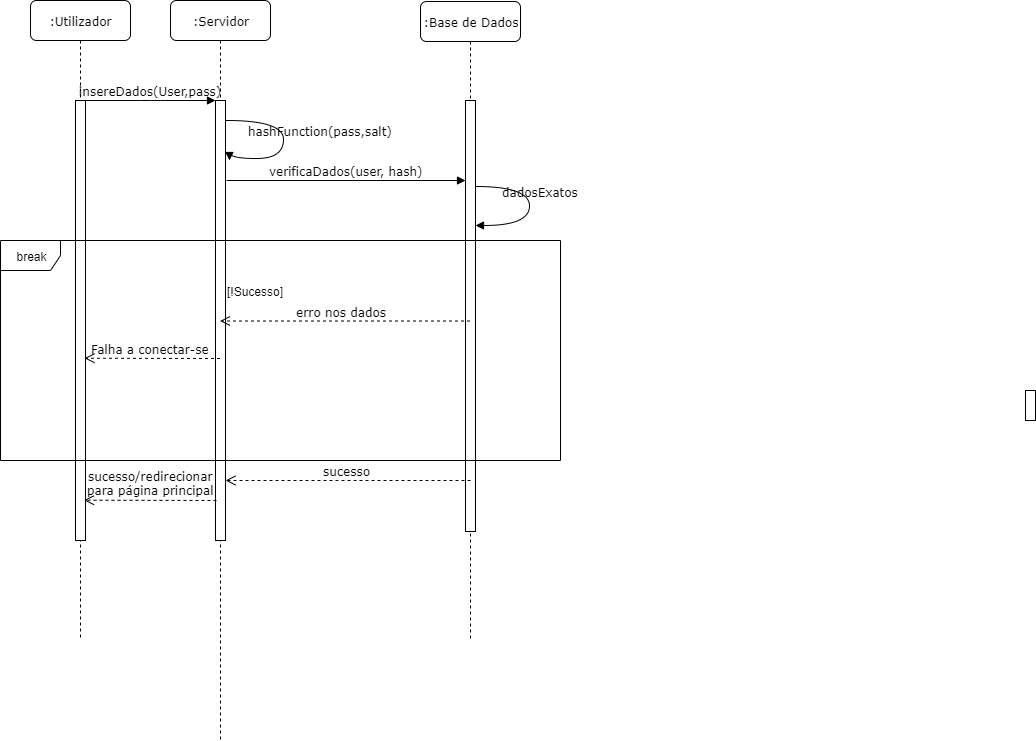 :Utilizador
:Servidor
:Base de Dados
insereDados(User,pass)
hashFunction(pass,salt)
verificaDados(user, hash)
dadosExatos
break
[!Sucesso]
erro nos dados
Falha a conectar-se
sucesso
sucesso/redirecionar
para página principal